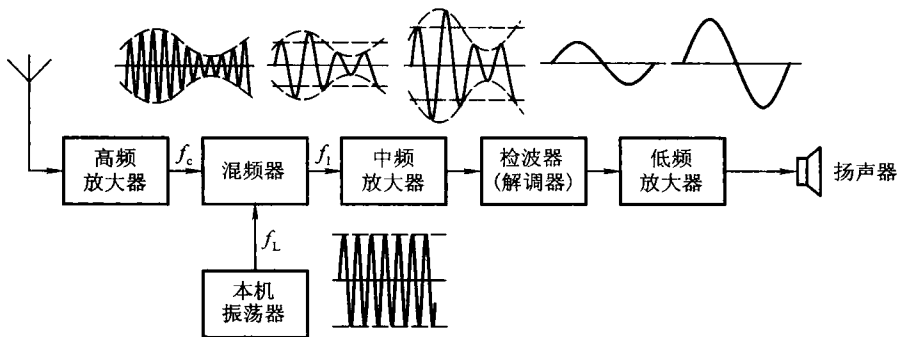 高频
放大器
f_c
混频器
f_I
中频
放大器
检波器
(解调器)
低频
放大器
扬声器
f_L
本机
振荡器